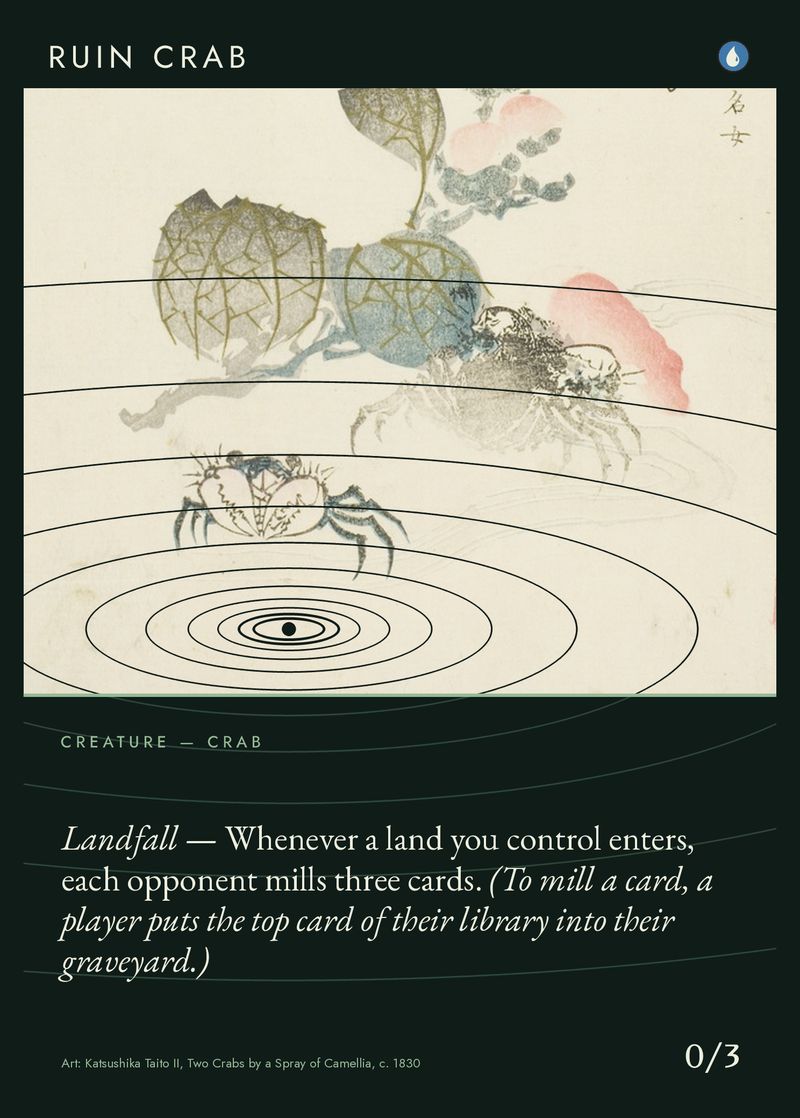 RUIN CRAB
名
女
CREATURE — CRAB
Landfall — Whenever a land you control enters,
each opponent mills three cards. (To mill a card, a
player puts the top card of their library into their
graveyard.)
Art: Katsushika Taito II, Two Crabs by a Spray of Camellia, c. 1830
0/3